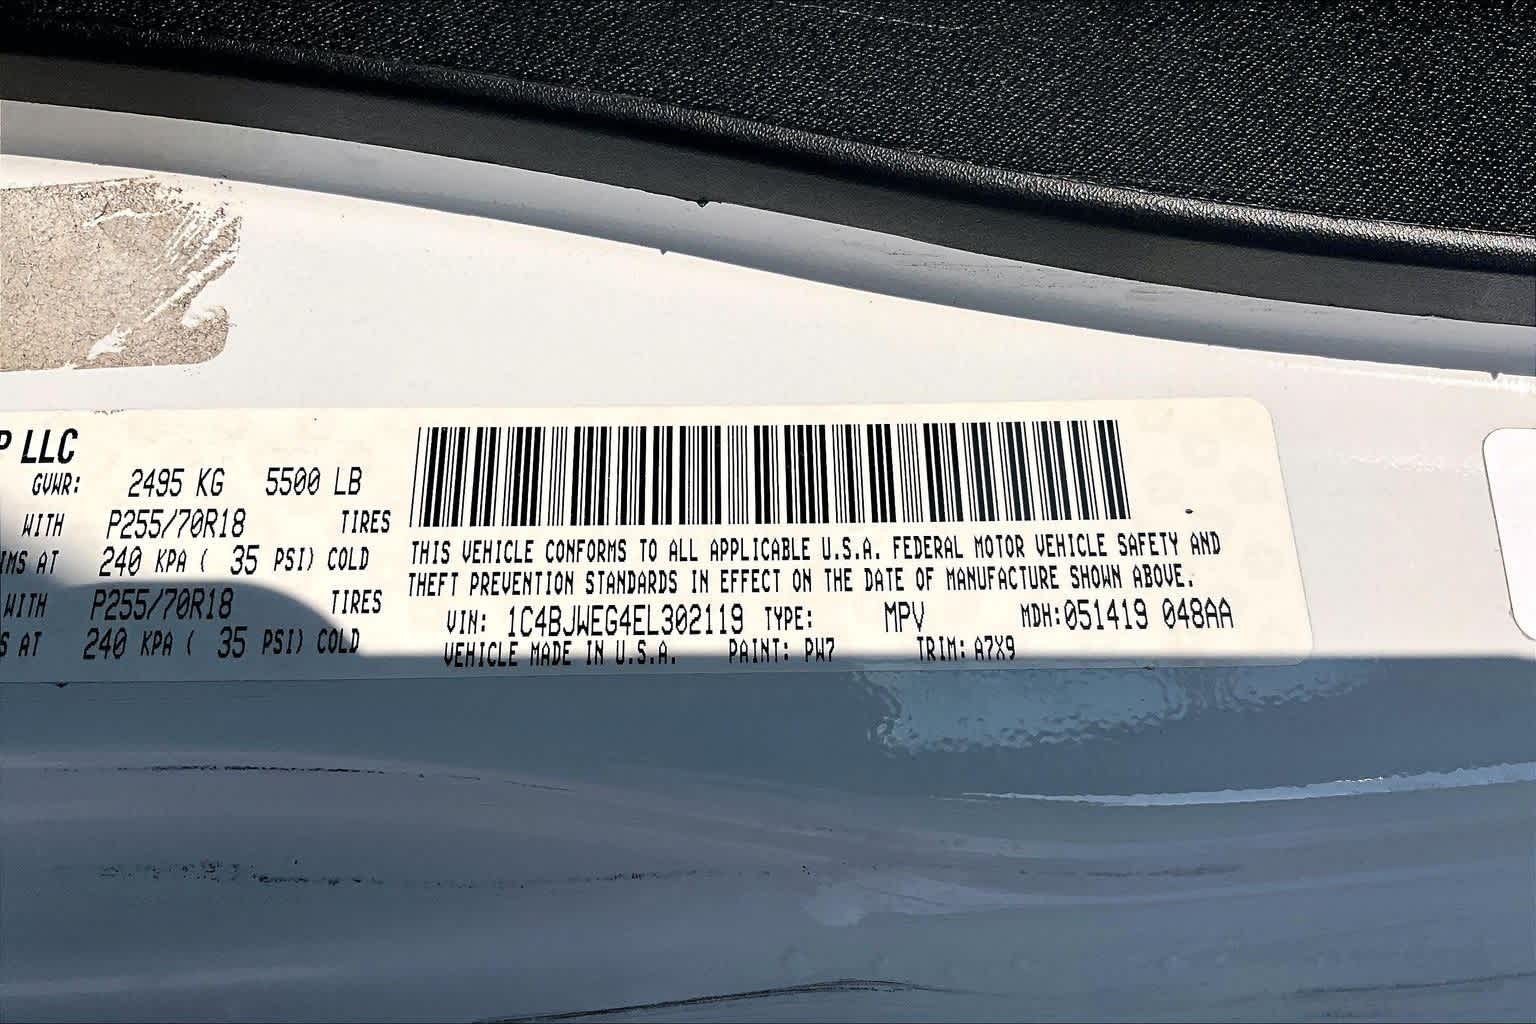 P LLC
GVWR: 2495 KG 5500 LB
WITH P255/70R18 TIRES
IMS AT 240 KPA ( 35 PSI) COLD
WITH P255/70R18 TIRES
S AT 240 KPA ( 35 PSI) COLD
THIS VEHICLE CONFORMS TO ALL APPLICABLE U.S.A. FEDERAL MOTOR VEHICLE SAFETY AND
THEFT PREVENTION STANDARDS IN EFFECT ON THE DATE OF MANUFACTURE SHOWN ABOVE.
VIN: 1C4BJWEG4EL302119 TYPE: MPV MDH:051419 048AA
VEHICLE MADE IN U.S.A. PAINT: PW7 TRIM: A7X9